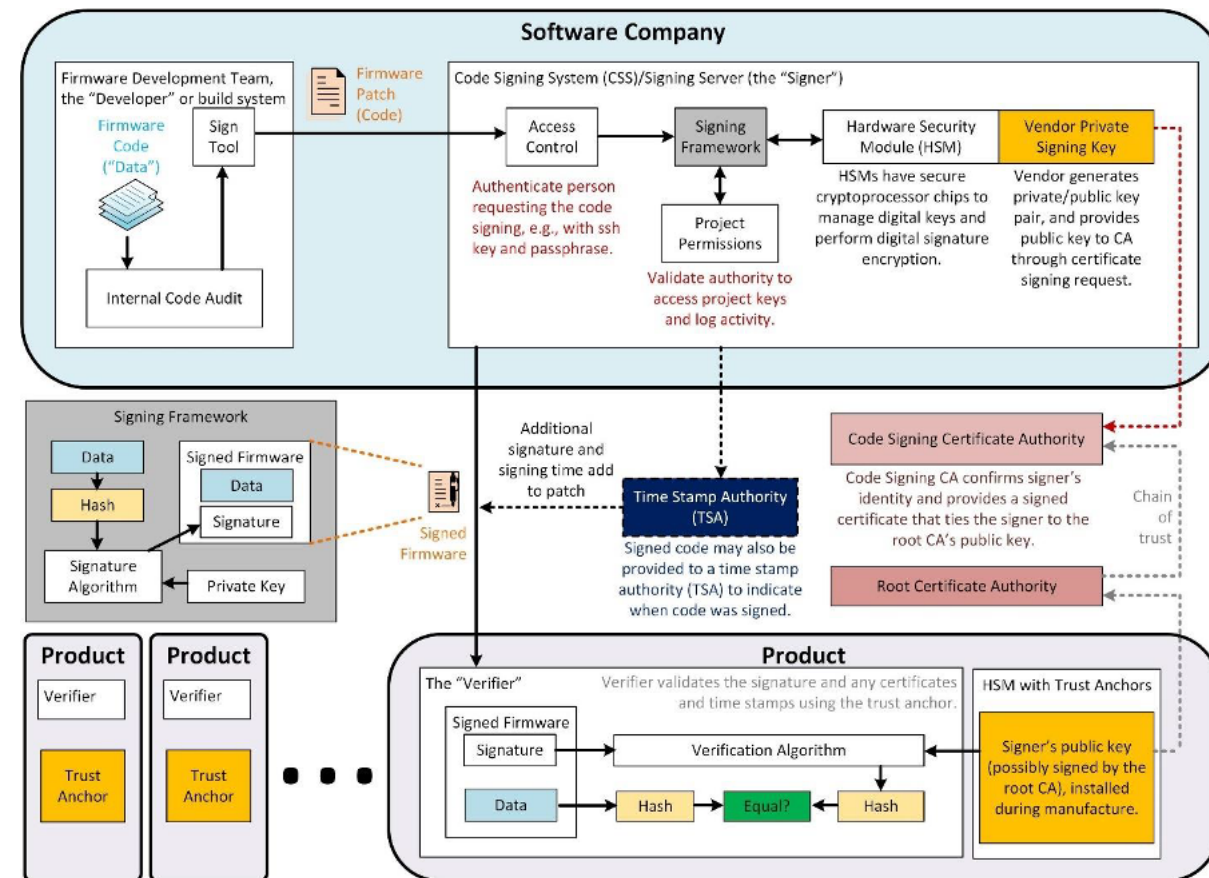 Software Company
Firmware Development Team,
the “Developer” or build system
Firmware
Code
(“Data”)
Sign
Tool
Internal Code Audit
Firmware
Patch
(Code)
Code Signing System (CSS)/Signing Server (the “Signer”)
Access
Control
Authenticate person
requesting the code
signing, e.g., with ssh
key and passphrase.
Signing
Framework
Project
Permissions
Validate authority to
access project keys
and log activity.
Hardware Security
Module (HSM)
HSMs have secure
cryptoprocessor chips to
manage digital keys and
perform digital signature
encryption.
Vendor Private
Signing Key
Vendor generates
private/public key
pair, and provides
public key to CA
through certificate
signing request.
Signing Framework
Data
Hash
Signature
Algorithm
Signed Firmware
Data
Signature
Private Key
Signed
Firmware
Additional
signature and
signing time add
to patch
Time Stamp Authority
(TSA)
Signed code may also be
provided to a time stamp
authority (TSA) to indicate
when code was signed.
Code Signing Certificate Authority
Code Signing CA confirms signer’s
identity and provides a signed
certificate that ties the signer to the
root CA’s public key.
Root Certificate Authority
Chain
of
trust
Product
Verifier
Trust
Anchor
Product
Verifier
Trust
Anchor
Product
The “Verifier”
Verifier validates the signature and any certificates
and time stamps using the trust anchor.
Signed Firmware
Signature
Data
Verification Algorithm
Hash
Equal?
Hash
HSM with Trust Anchors
Signer’s public key
(possibly signed by the
root CA), installed
during manufacture.